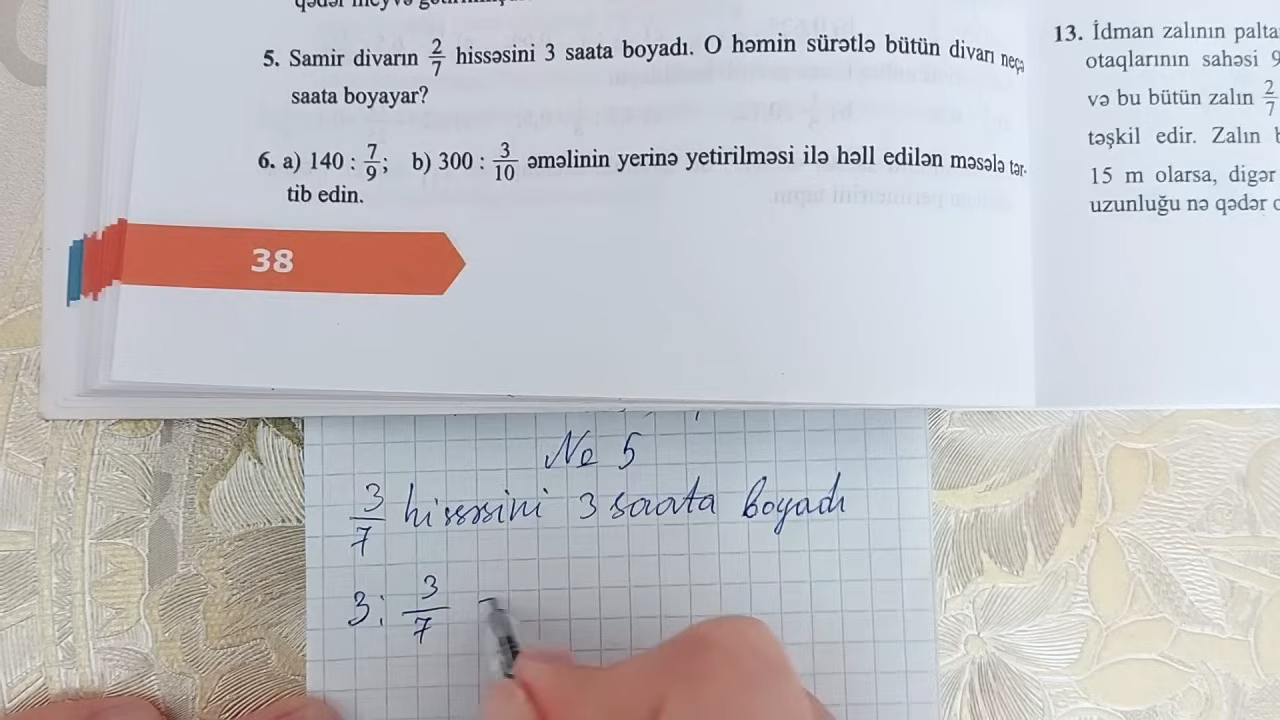 5. Samir divarın 2/7 hissəsini 3 saata boyadı. O həmin sürətlə bütün divarı neçə
saata boyayar?
6. a) 140 : 7/9; b) 300 : 3/10 əməlinin yerinə yetirilməsi ilə həll edilən məsələ tər-
tib edin.
38
13. İdman zalının palta
otaqlarının sahəsi 9
və bu bütün zalın 2/7
təşkil edir. Zalın
15 m olarsa, digər
uzunluğu nə qədər
№ 5
3/7 hissəsini 3 saata boyadı
3 : 3/7